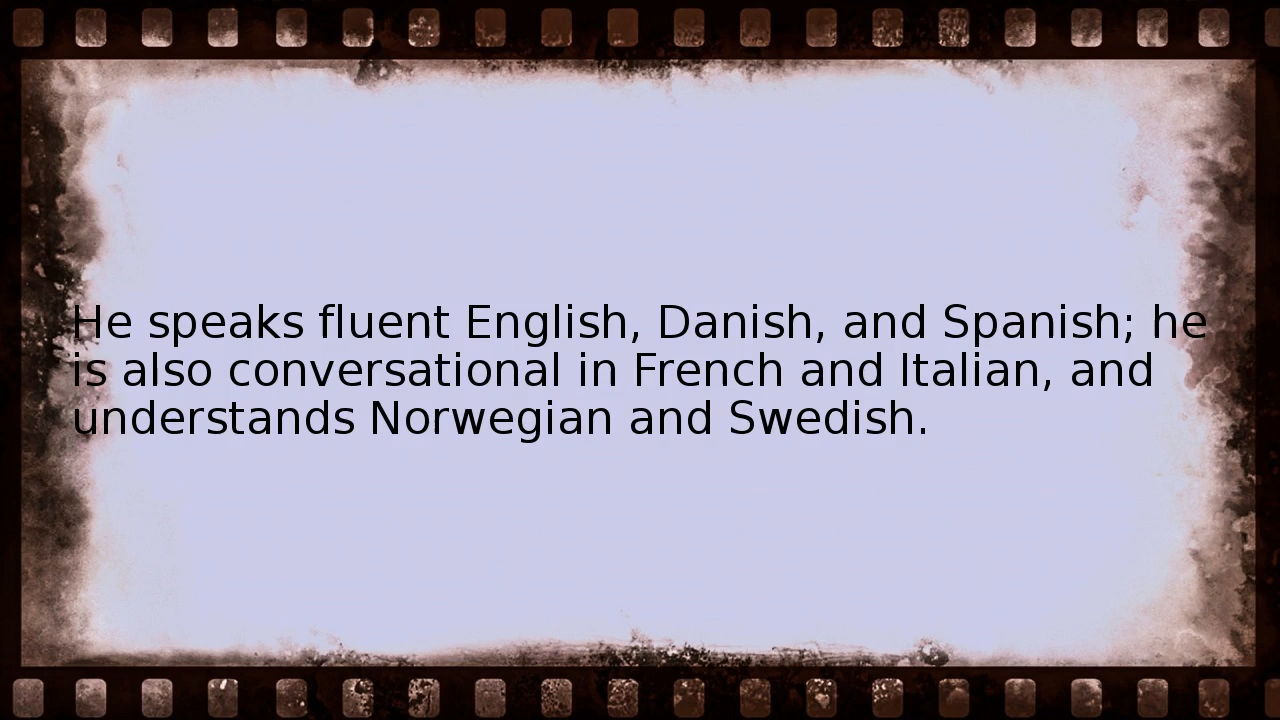 He speaks fluent English, Danish, and Spanish; he
is also conversational in French and Italian, and
understands Norwegian and Swedish.